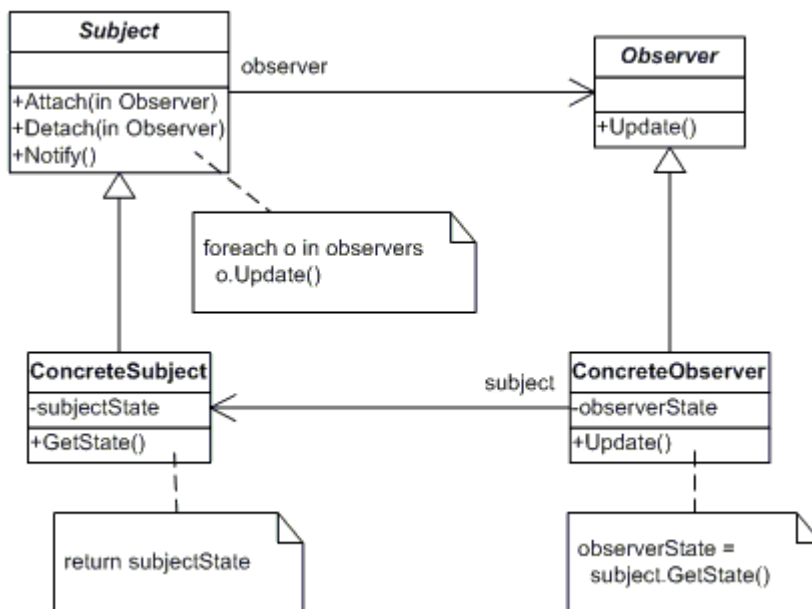 Subject
+Attach(in Observer)
+Detach(in Observer)
+Notify()
observer
Observer
+Update()
foreach o in observers
o.Update()
ConcreteSubject
-subjectState
+GetState()
subject
ConcreteObserver
-observerState
+Update()
return subjectState
observerState =
subject.GetState()